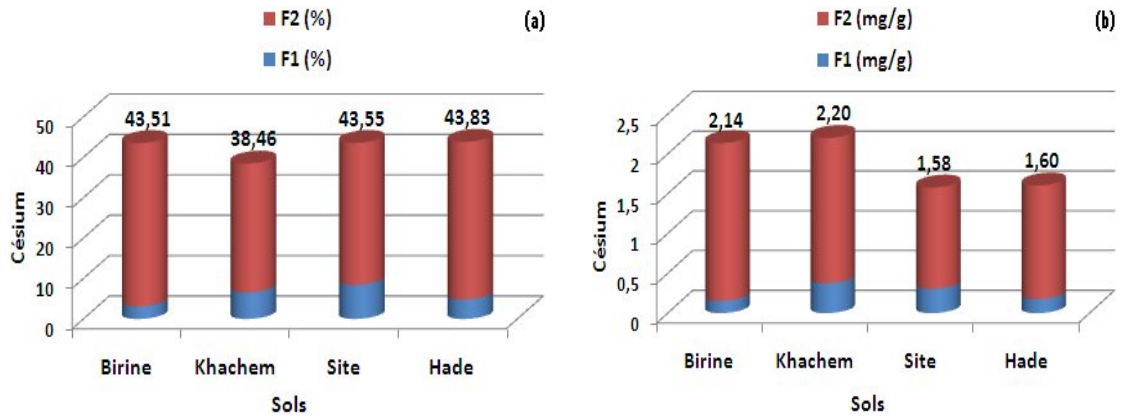 F2 (%)
F1 (%)
(a)
Césium
50
40
30
20
10
0
43,51
38,46
43,55
43,83
Birine
Khachem
Site
Hade
Sols
F2 (mg/g)
F1 (mg/g)
(b)
Césium
2,5
2
1,5
1
0,5
0
2,14
2,20
1,58
1,60
Birine
Khachem
Site
Hade
Sols